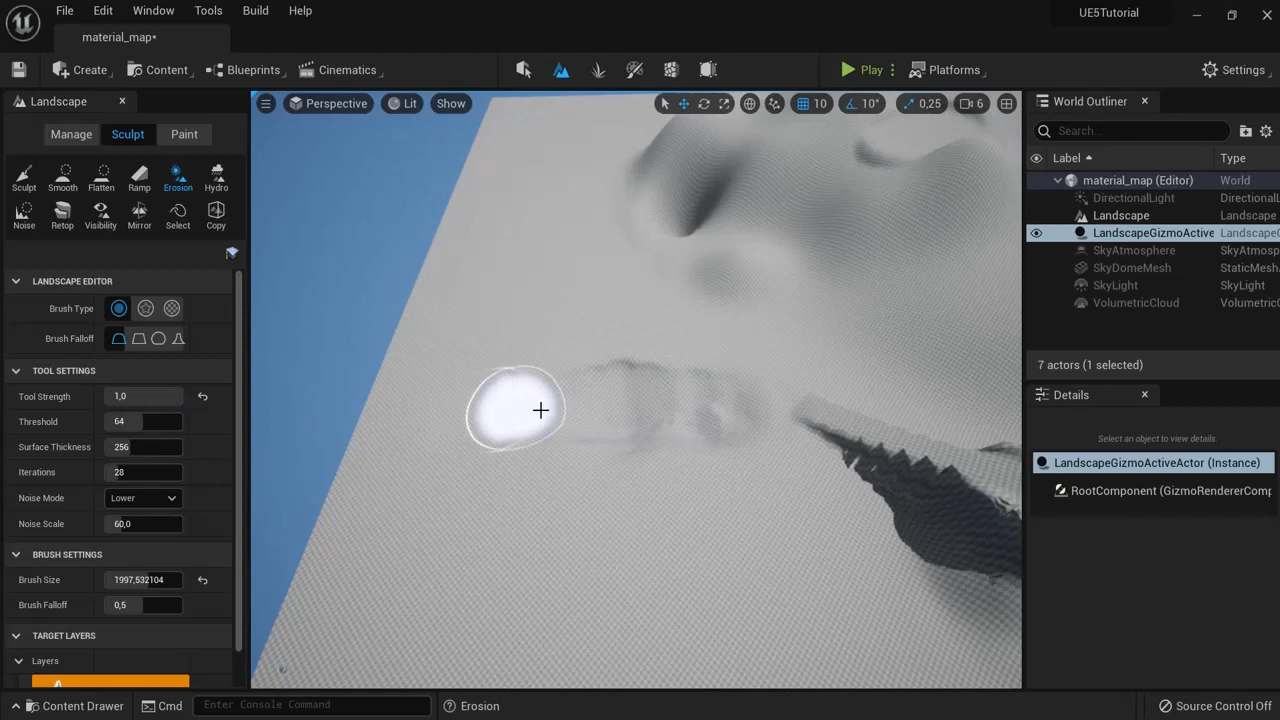 File Edit Window Tools Build Help
UE5Tutorial
material_map*
Create Content Blueprints Cinematics Play Platforms Settings
Landscape
Perspective Lit Show 10 10° 0,25 6
World Outliner
Manage Sculpt Paint
Search...
Label Type
Sculpt Smooth Flatten Ramp Erosion Hydro
material_map (Editor) World
DirectionalLight DirectionalL
Noise Retop Visibility Mirror Select Copy
Landscape Landscape
LandscapeGizmoActive LandscapeG
SkyAtmosphere SkyAtmosp
SkyDomeMesh StaticMesh
SkyLight SkyLight
VolumetricCloud VolumetricC
LANDSCAPE EDITOR
Brush Type
Brush Falloff
7 actors (1 selected)
TOOL SETTINGS
Details
Tool Strength 1,0
Threshold 64
Select an object to view details.
Surface Thickness 256
LandscapeGizmoActiveActor (Instance)
Iterations 28
RootComponent (GizmoRendererComp
Noise Mode Lower
Noise Scale 60,0
BRUSH SETTINGS
Brush Size 1997,532104
Brush Falloff 0,5
TARGET LAYERS
Layers
Content Drawer Cmd Enter Console Command Erosion Source Control Off